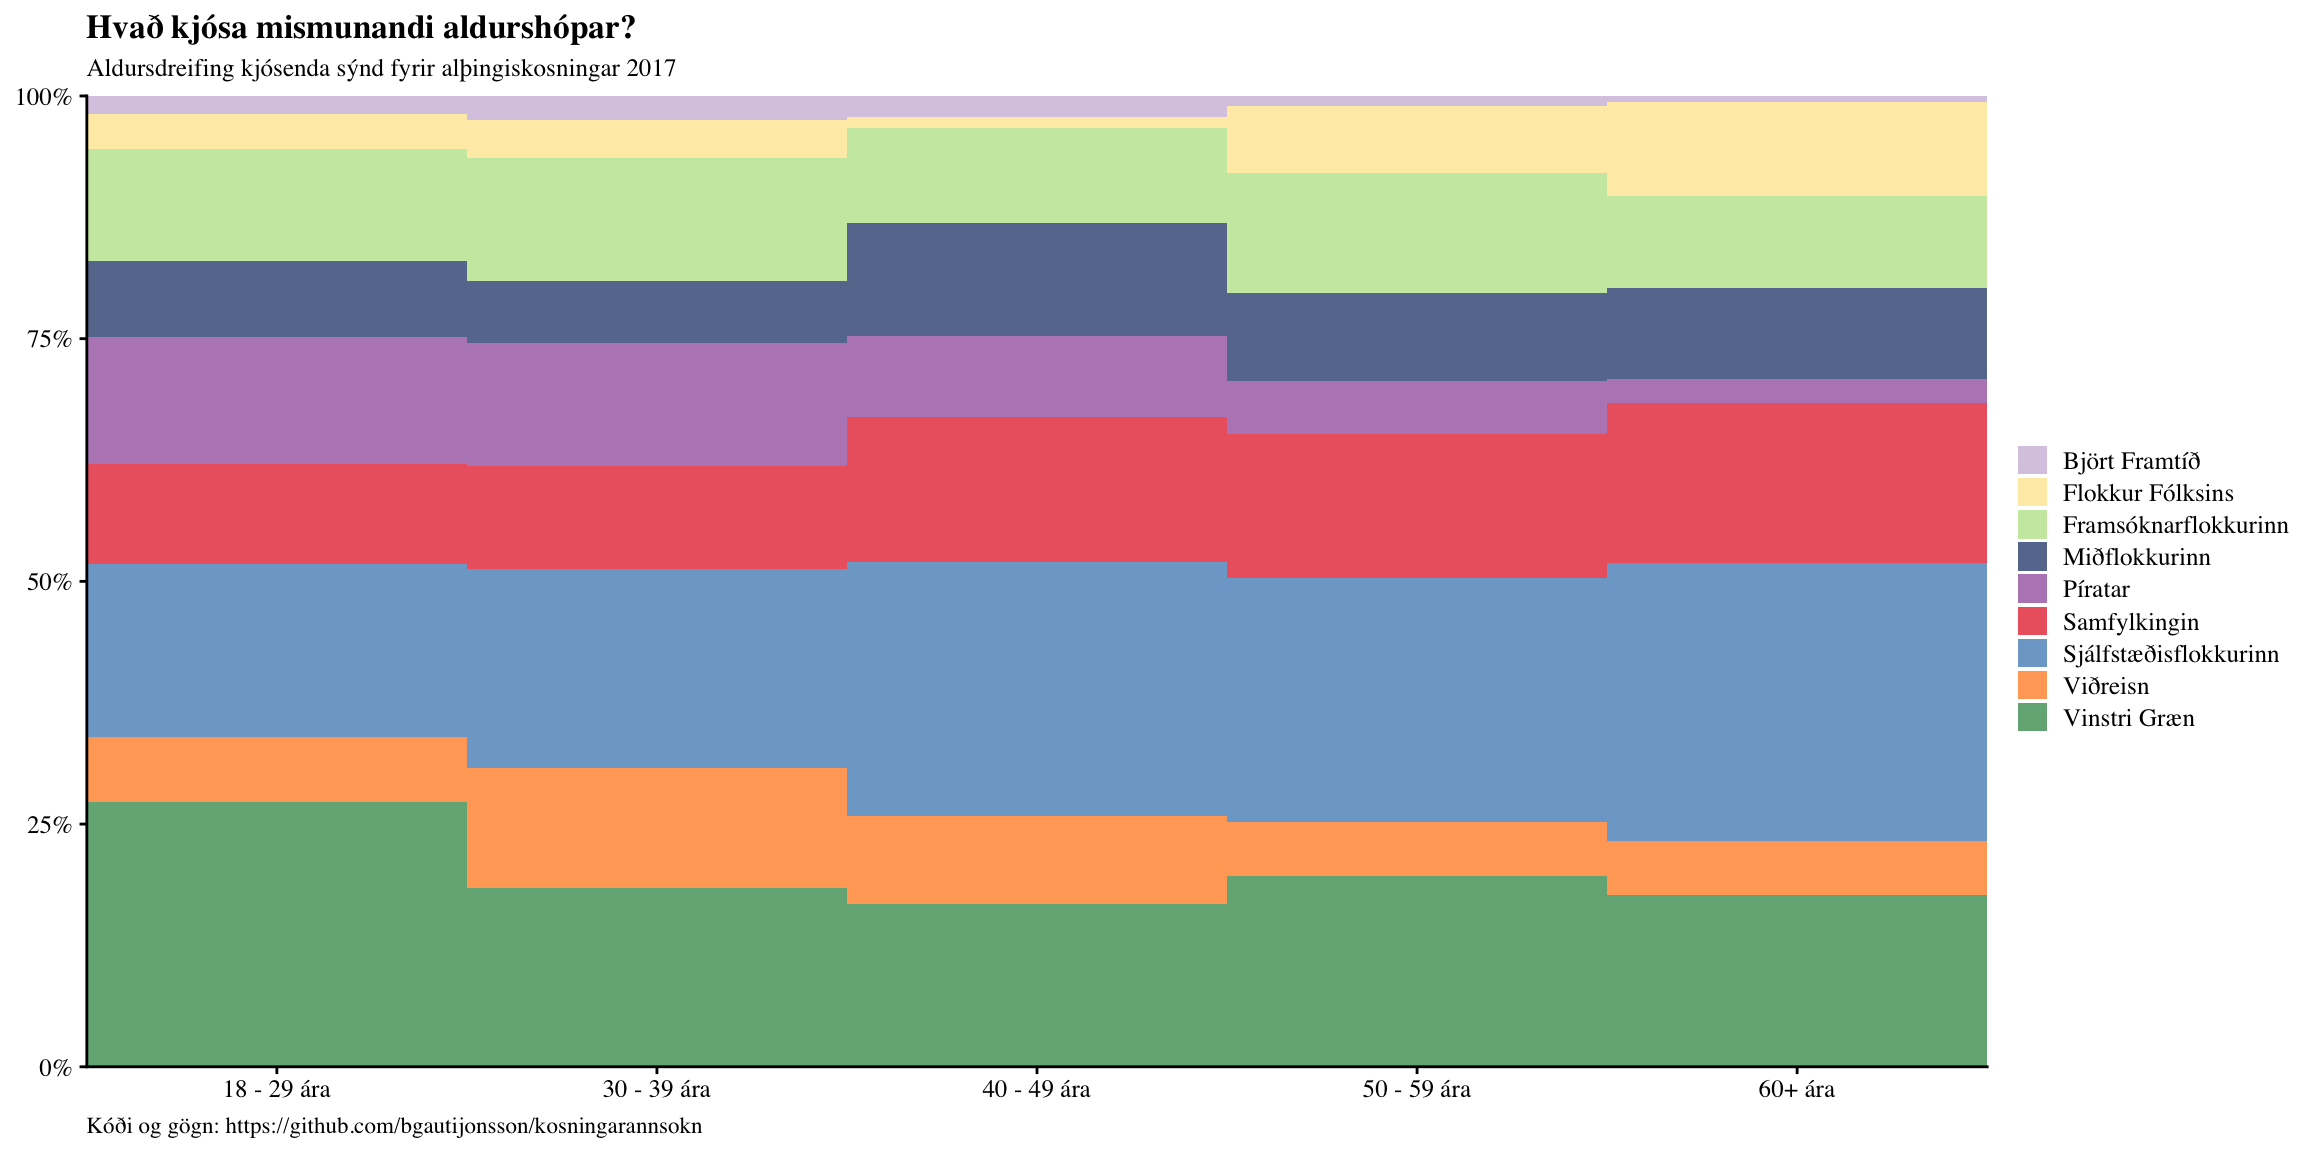 Hvað kjósa mismunandi aldurshópar?
Aldursdreifing kjósenda sýnd fyrir alþingiskosningar 2017
100%
75%
50%
25%
0%
18 - 29 ára
30 - 39 ára
40 - 49 ára
50 - 59 ára
60+ ára
Björt Framtíð
Flokkur Fólksins
Framsóknarflokkurinn
Miðflokkurinn
Píratar
Samfylkingin
Sjálfstæðisflokkurinn
Viðreisn
Vinstri Græn
Kóði og gögn: https://github.com/bgautijonsson/kosningarannsokn